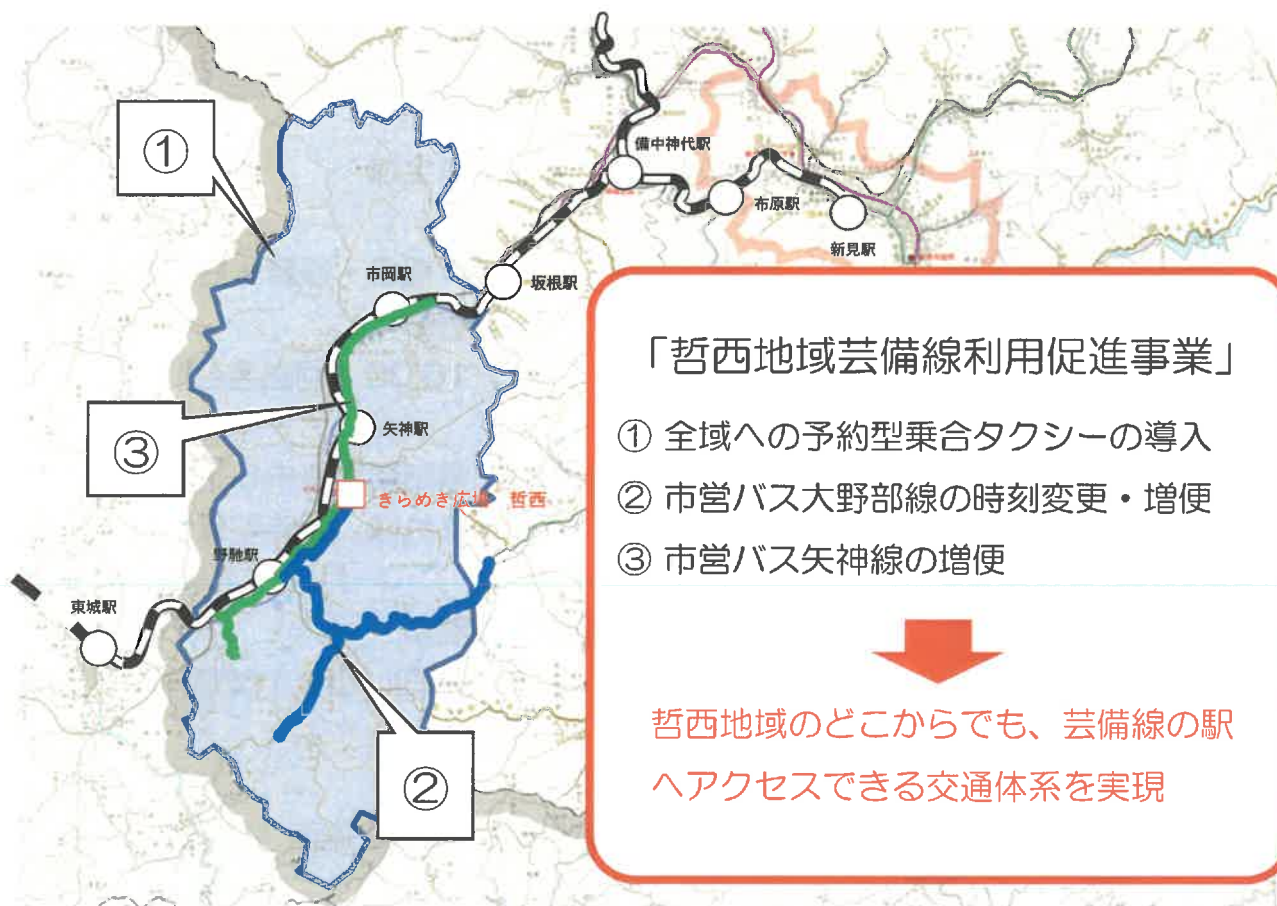 ①
備中神代駅
布原駅
新見駅
坂根駅
市岡駅
③
矢神駅
きらめき広場 哲西
野馳駅
東城駅
②
「哲西地域芸備線利用促進事業」
① 全域への予約型乗合タクシーの導入
② 市営バス大野部線の時刻変更・増便
③ 市営バス矢神線の増便
哲西地域のどこからでも、芸備線の駅
へアクセスできる交通体系を実現